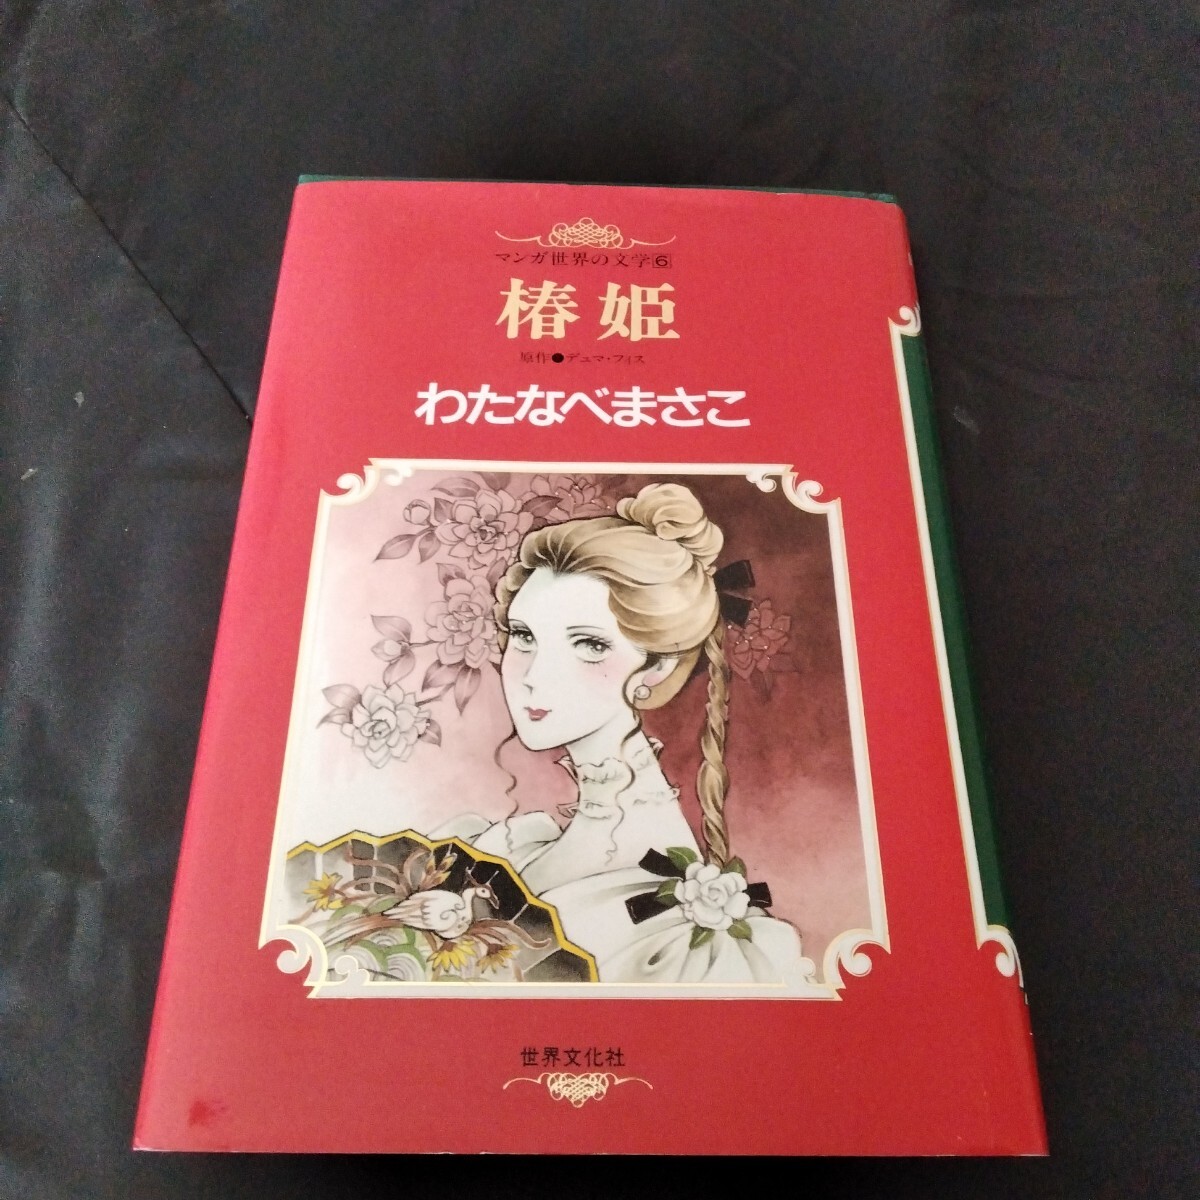 マンガ世界の文学6
椿姫
原作●デュマ・フィス
わたなべまさこ
世界文化社